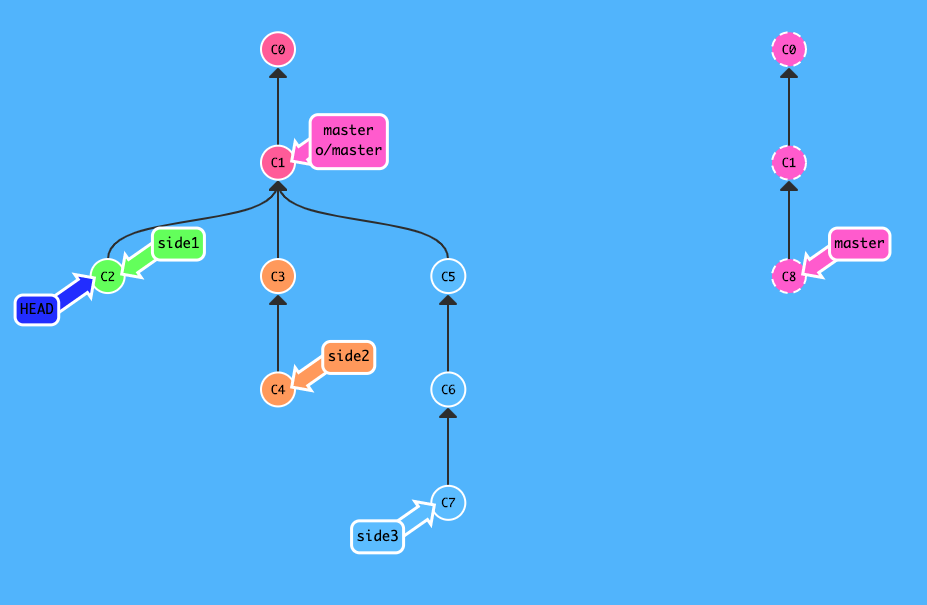 C0
C0
master
o/master
C1
C1
side1
master
C2
C3
C5
C8
HEAD
side2
C4
C6
C7
side3